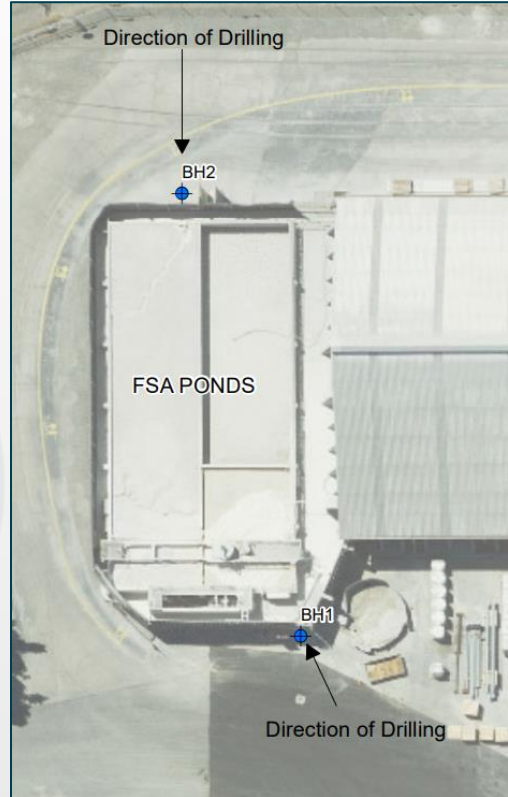 Direction of Drilling
BH2
FSA PONDS
BH1
Direction of Drilling